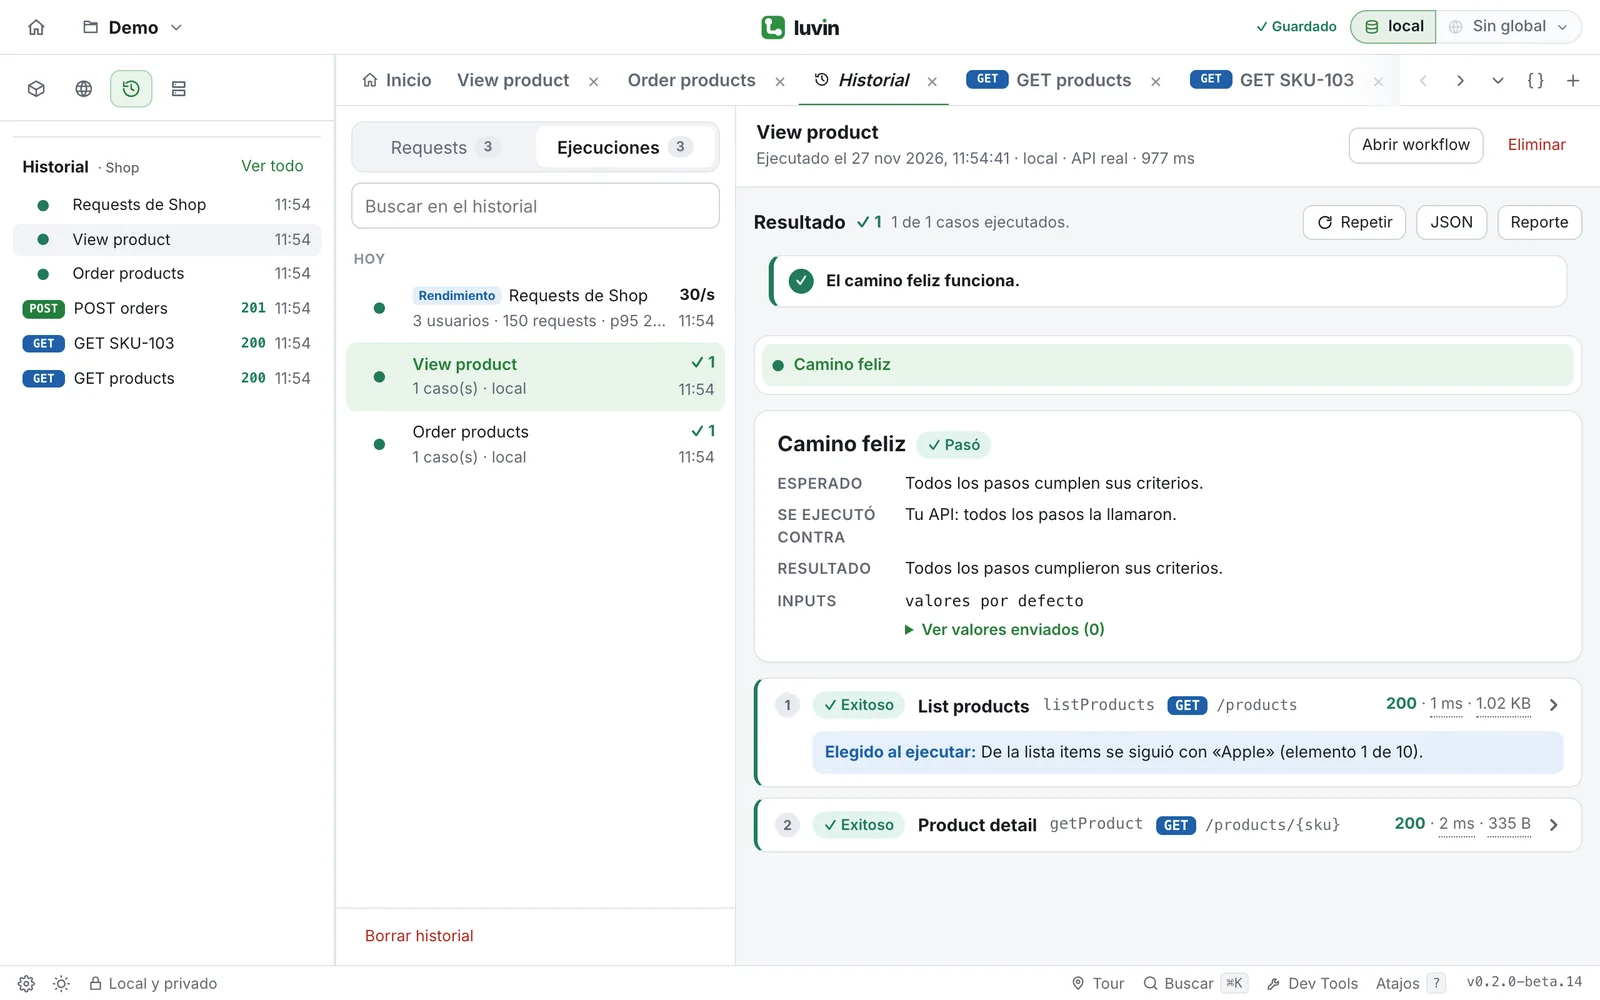 Demo
luvin
Guardado
local
Sin global
Inicio
View product
Order products
Historial
GET GET products
GET GET SKU-103
Historial · Shop
Ver todo
Requests de Shop 11:54
View product 11:54
Order products 11:54
POST POST orders 201 11:54
GET GET SKU-103 200 11:54
GET GET products 200 11:54
Requests 3
Ejecuciones 3
Buscar en el historial
HOY
Rendimiento Requests de Shop 30/s
3 usuarios · 150 requests · p95 2... 11:54
View product ✓ 1
1 caso(s) · local 11:54
Order products ✓ 1
1 caso(s) · local 11:54
Borrar historial
View product
Ejecutado el 27 nov 2026, 11:54:41 · local · API real · 977 ms
Abrir workflow
Eliminar
Resultado ✓ 1 1 de 1 casos ejecutados.
Repetir
JSON
Reporte
El camino feliz funciona.
Camino feliz
Camino feliz ✓ Pasó
ESPERADO Todos los pasos cumplen sus criterios.
SE EJECUTÓ CONTRA Tu API: todos los pasos la llamaron.
RESULTADO Todos los pasos cumplieron sus criterios.
INPUTS valores por defecto
Ver valores enviados (0)
1 ✓ Exitoso List products listProducts GET /products 200 · 1 ms · 1.02 KB
Elegido al ejecutar: De la lista items se siguió con «Apple» (elemento 1 de 10).
2 ✓ Exitoso Product detail getProduct GET /products/{sku} 200 · 2 ms · 335 B
Local y privado
Tour
Buscar ⌘K
Dev Tools
Atajos ?
v0.2.0-beta.14